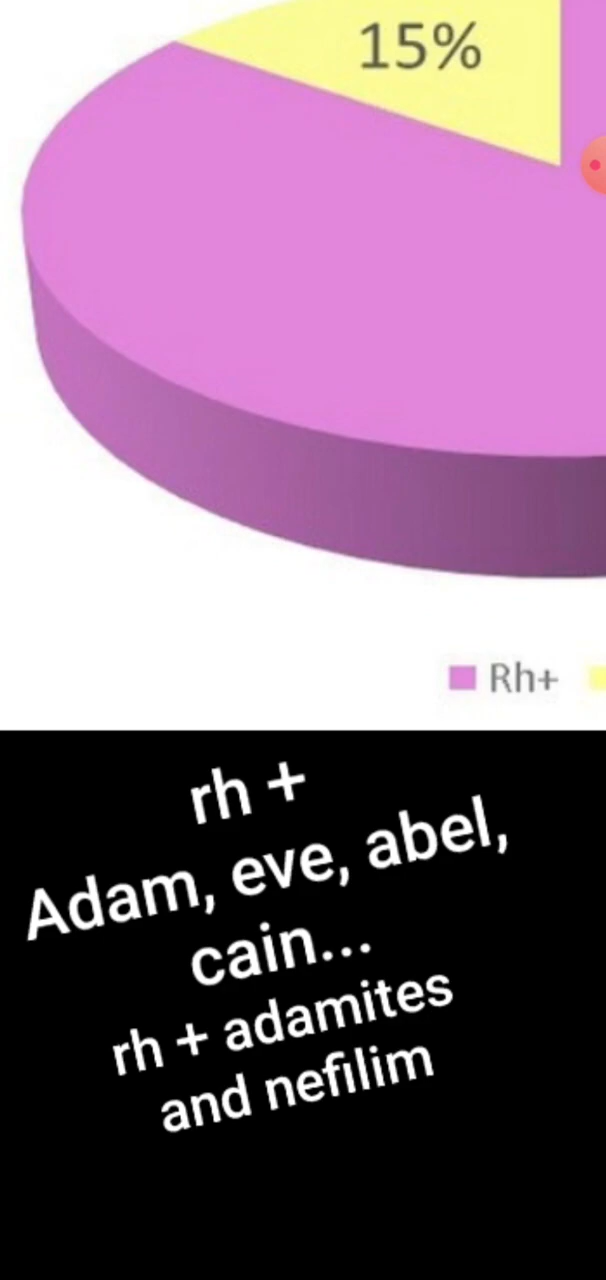 15%
Rh+
rh +
Adam, eve, abel,
cain...
rh + adamites
and nefilim